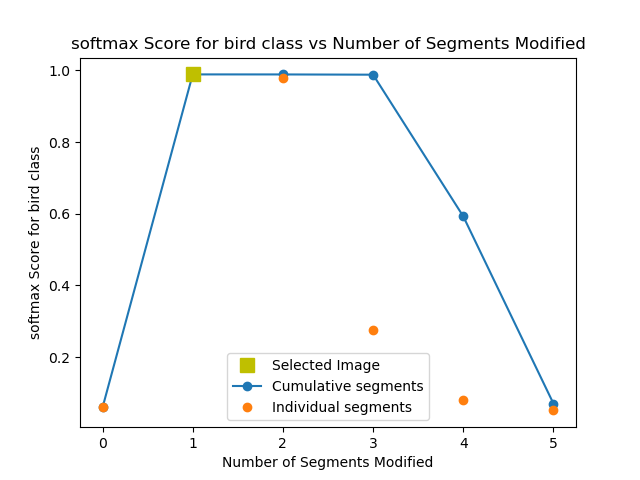 softmax Score for bird class vs Number of Segments Modified
1.0
0.8
0.6
0.4
0.2
softmax Score for bird class
Selected Image
Cumulative segments
Individual segments
0 1 2 3 4 5
Number of Segments Modified